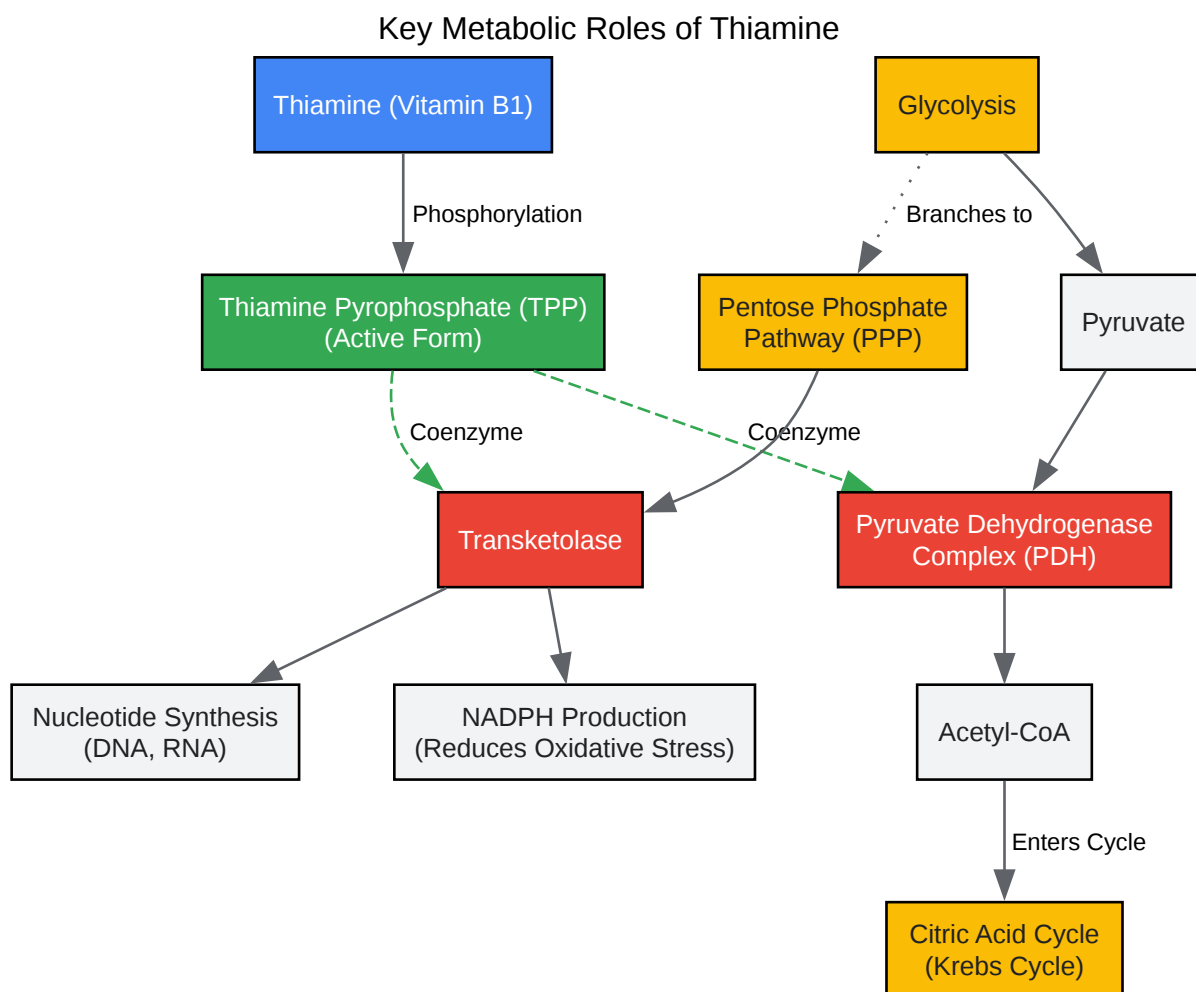 Key Metabolic Roles of Thiamine
Thiamine (Vitamin B1)
Glycolysis
Phosphorylation
Branches to
Thiamine Pyrophosphate (TPP)
(Active Form)
Pentose Phosphate
Pathway (PPP)
Pyruvate
Coenzyme
Coenzyme
Transketolase
Pyruvate Dehydrogenase
Complex (PDH)
Nucleotide Synthesis
(DNA, RNA)
NADPH Production
(Reduces Oxidative Stress)
Acetyl-CoA
Enters Cycle
Citric Acid Cycle
(Krebs Cycle)